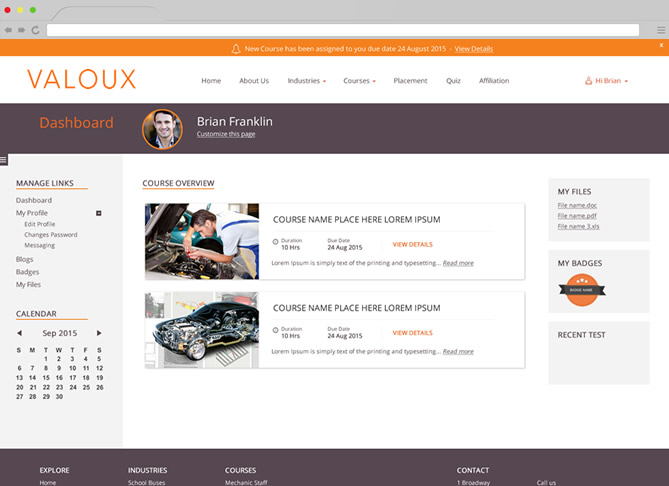 New Course has been assigned to you due date 24 August 2015 - View Details
x
VALOUX
Home About Us Industries Courses Placement Quiz Affiliation
Hi Brian
Dashboard
Brian Franklin
Customize this page
MANAGE LINKS
Dashboard
My Profile
Edit Profile
Changes Password
Messaging
Blogs
Badges
My Files
CALENDAR
Sep 2015
S M T W T F S
1 2 3 4 5
6 7 8 9 10 11 12
13 14 15 16 17 18 19
20 21 22 23 24 25 26
27 28 29 30
COURSE OVERVIEW
COURSE NAME PLACE HERE LOREM IPSUM
Duration Due Date
10 Hrs 24 Aug 2015 VIEW DETAILS
Lorem Ipsum is simply text of the printing and typesetting... Read more
COURSE NAME PLACE HERE LOREM IPSUM
Duration Due Date
10 Hrs 24 Aug 2015 VIEW DETAILS
Lorem Ipsum is simply text of the printing and typesetting... Read more
MY FILES
File name.doc
File name.pdf
File name 3.xls
MY BADGES
BADGE NAME
RECENT TEST
EXPLORE INDUSTRIES COURSES CONTACT
Home School Buses Mechanic Staff 1 Broadway Call us